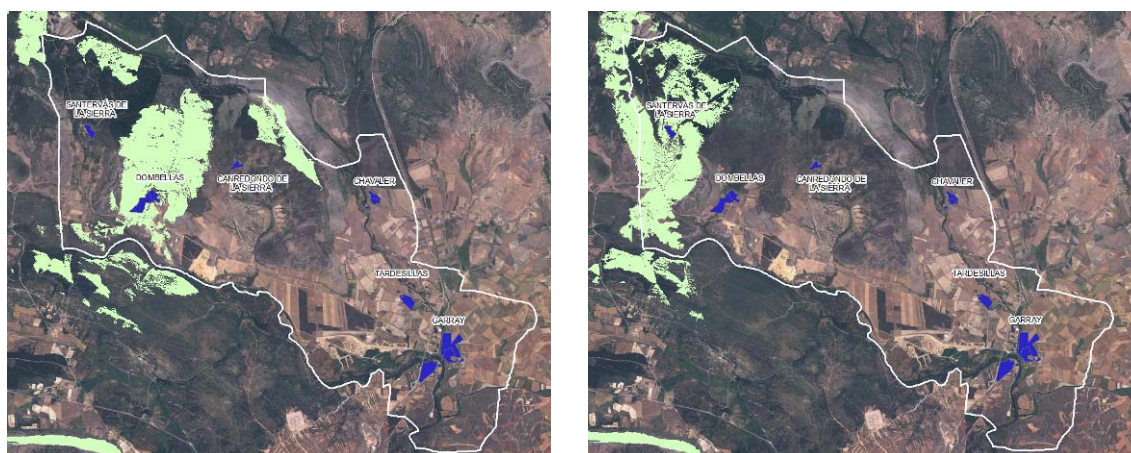 SANTERVÁS DE
LA SIERRA
DOMBELLAS
CANREDONDO DE
LA SIERRA
CHAVALER
TARDESILLAS
GARRAY
SANTERVÁS DE
LA SIERRA
DOMBELLAS
CANREDONDO DE
LA SIERRA
CHAVALER
TARDESILLAS
GARRAY